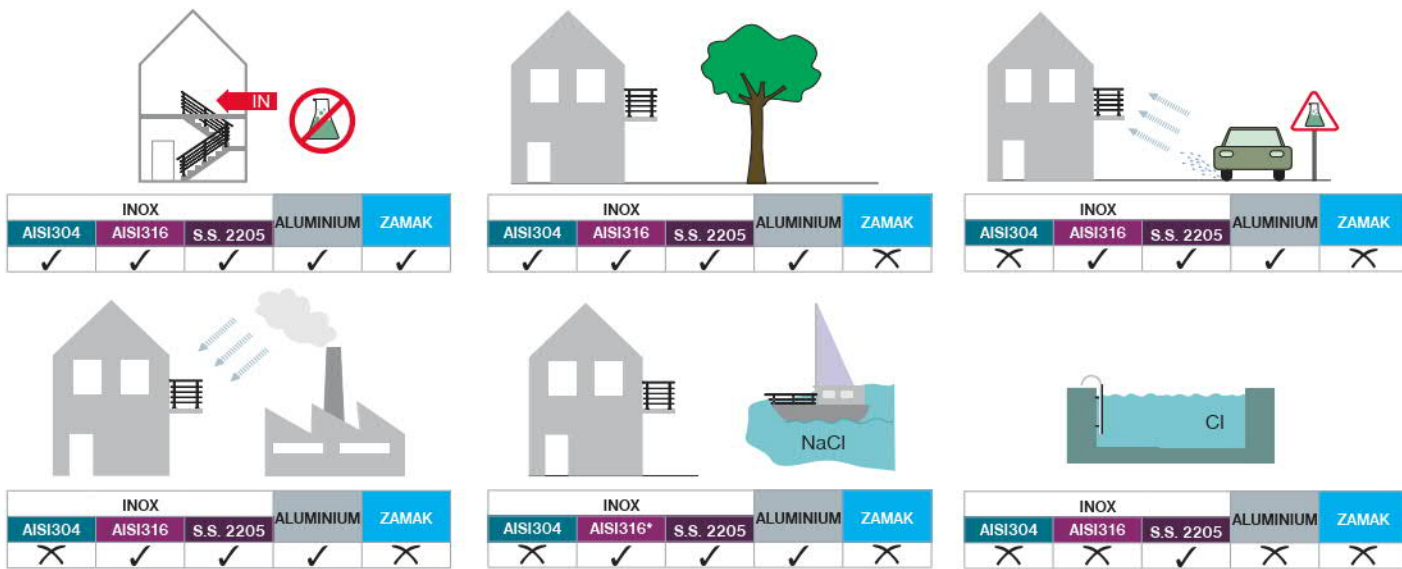 IN
INOX
ALUMINIUM
ZAMAK
AISI304 AISI316 S.S. 2205
✓ ✓ ✓ ✓ ✓
INOX
ALUMINIUM
ZAMAK
AISI304 AISI316 S.S. 2205
✓ ✓ ✓ ✓ ✕
INOX
ALUMINIUM
ZAMAK
AISI304 AISI316 S.S. 2205
✕ ✓ ✓ ✓ ✕
INOX
ALUMINIUM
ZAMAK
AISI304 AISI316 S.S. 2205
✕ ✓ ✓ ✓ ✕
NaCl
INOX
ALUMINIUM
ZAMAK
AISI304 AISI316* S.S. 2205
✕ ✓ ✓ ✓ ✕
Cl
INOX
ALUMINIUM
ZAMAK
AISI304 AISI316 S.S. 2205
✕ ✕ ✓ ✕ ✕